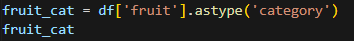 fruit_cat = df['fruit'].astype('category')
fruit_cat